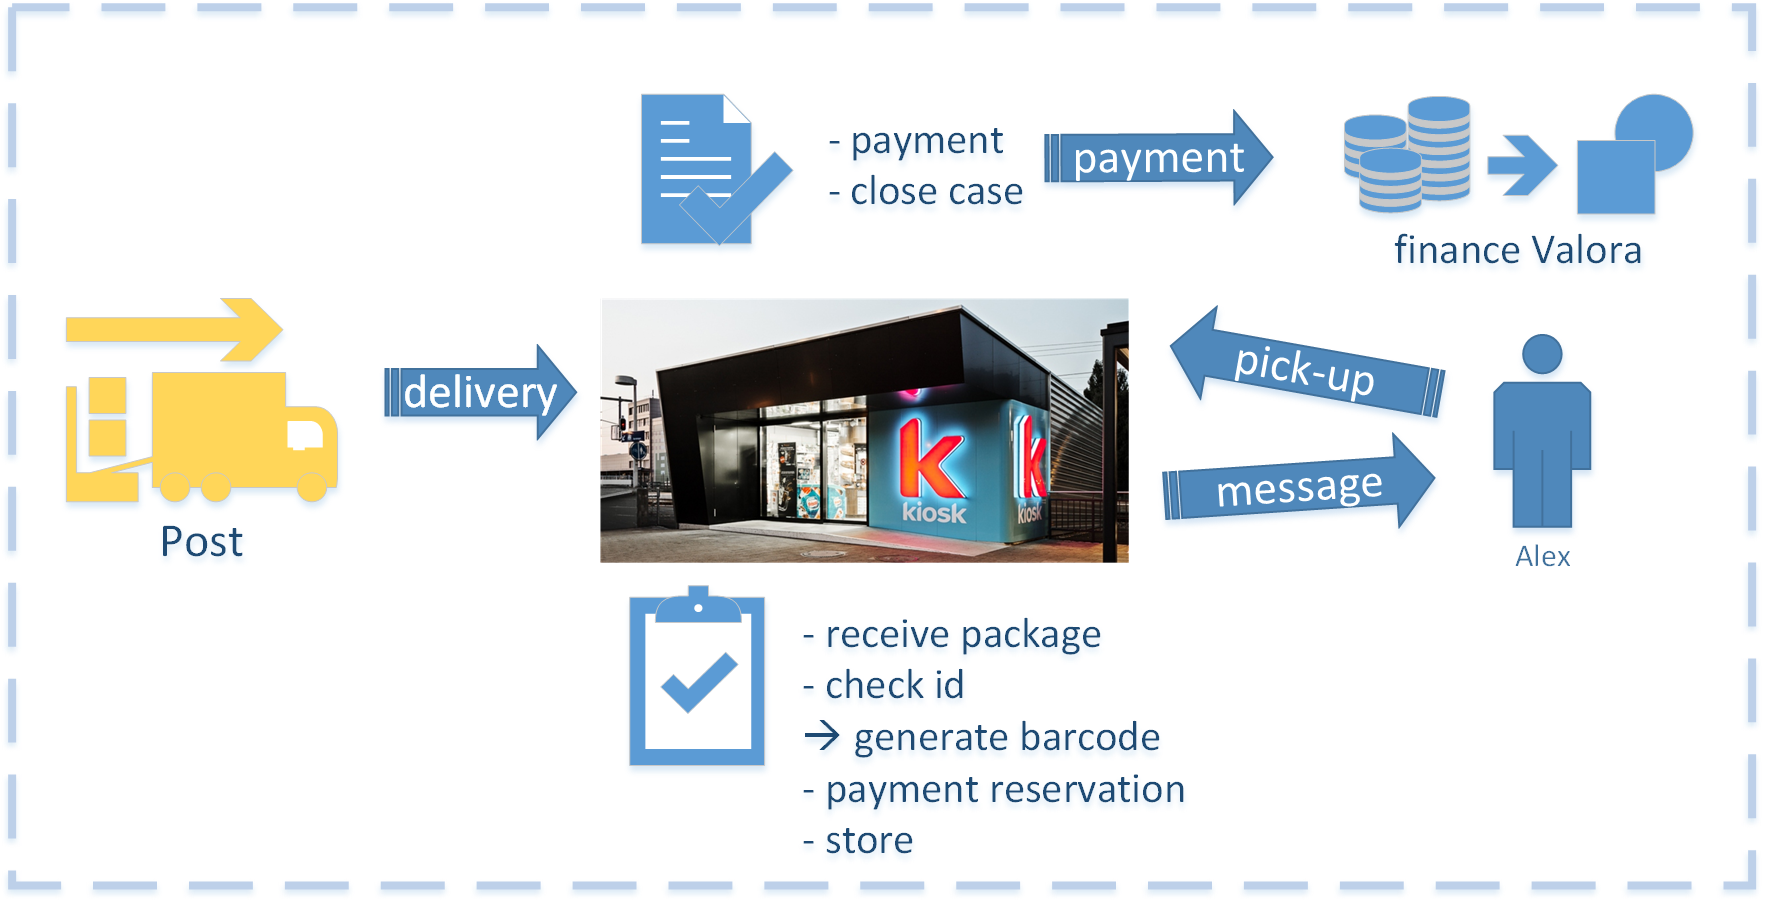 - payment
- close case
payment
finance Valora
delivery
Post
k
kiosk
k
kiosk
pick-up
message
Alex
- receive package
- check id
→ generate barcode
- payment reservation
- store